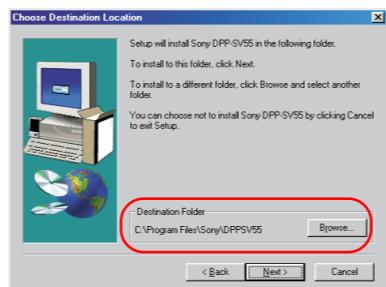 Choose Destination Location
Setup will install Sony DPP-SV55 in the following folder.
To install to this folder, click Next.
To install to a different folder, click Browse and select another
folder.
You can choose not to install Sony DPP-SV55 by clicking Cancel
to exit Setup.
Destination Folder
C:\Program Files\Sony\DPPSV55
Browse...
< Back
Next >
Cancel